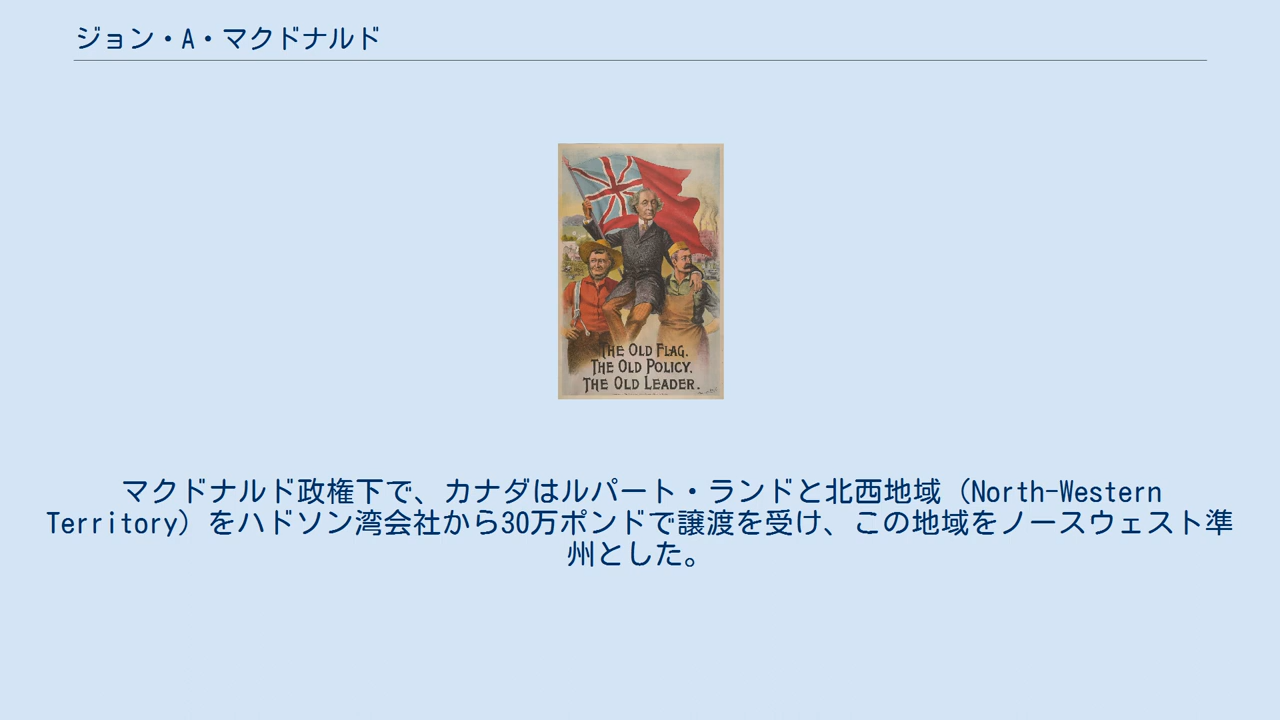 ジョン・A・マクドナルド
THE OLD FLAG.
THE OLD POLICY.
THE OLD LEADER.
マクドナルド政権下で、カナダはルパート・ランドと北西地域（North-Western
Territory）をハドソン湾会社から30万ポンドで譲渡を受け、この地域をノースウェスト準
州とした。